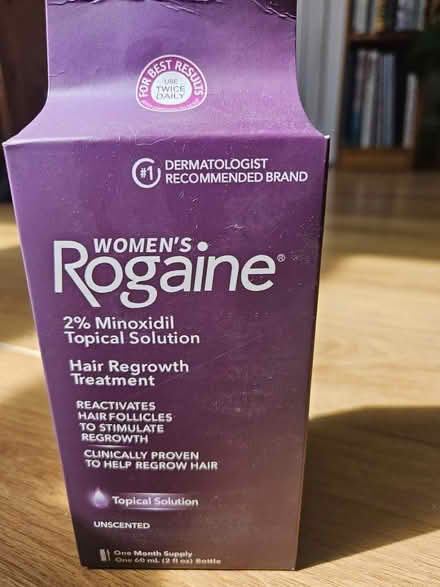 FOR BEST RESULTS
USE
TWICE
DAILY
#1 DERMATOLOGIST
RECOMMENDED BRAND
WOMEN'S
Rogaine®
2% Minoxidil
Topical Solution
Hair Regrowth
Treatment
REACTIVATES
HAIR FOLLICLES
TO STIMULATE
REGROWTH
CLINICALLY PROVEN
TO HELP REGROW HAIR
Topical Solution
UNSCENTED
One Month Supply
One 60 mL (2 fl oz) Bottle